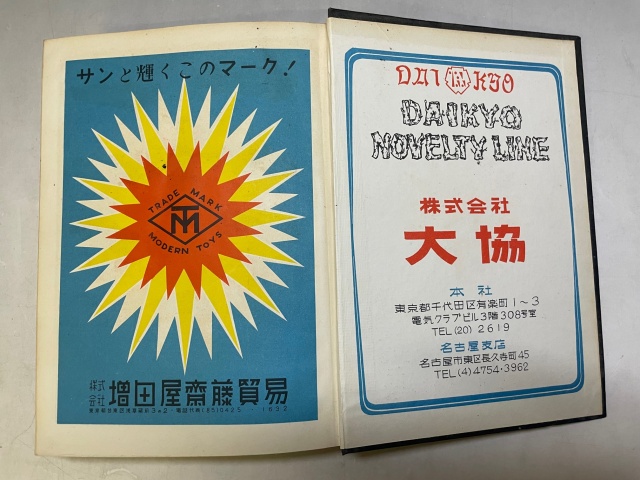 サンと輝くこのマーク!
TRADE MARK
TM
MODERN TOYS
株式会社 増田屋齋藤貿易
DAIKYO
DAIKYO
NOVELTY LINE
株式会社
大協
本社
東京都千代田区有楽町1~3
電気クラブビル3階308号室
TEL(20)2619
名古屋支店
名古屋市東区長久寺町45
TEL(4)4754・3962